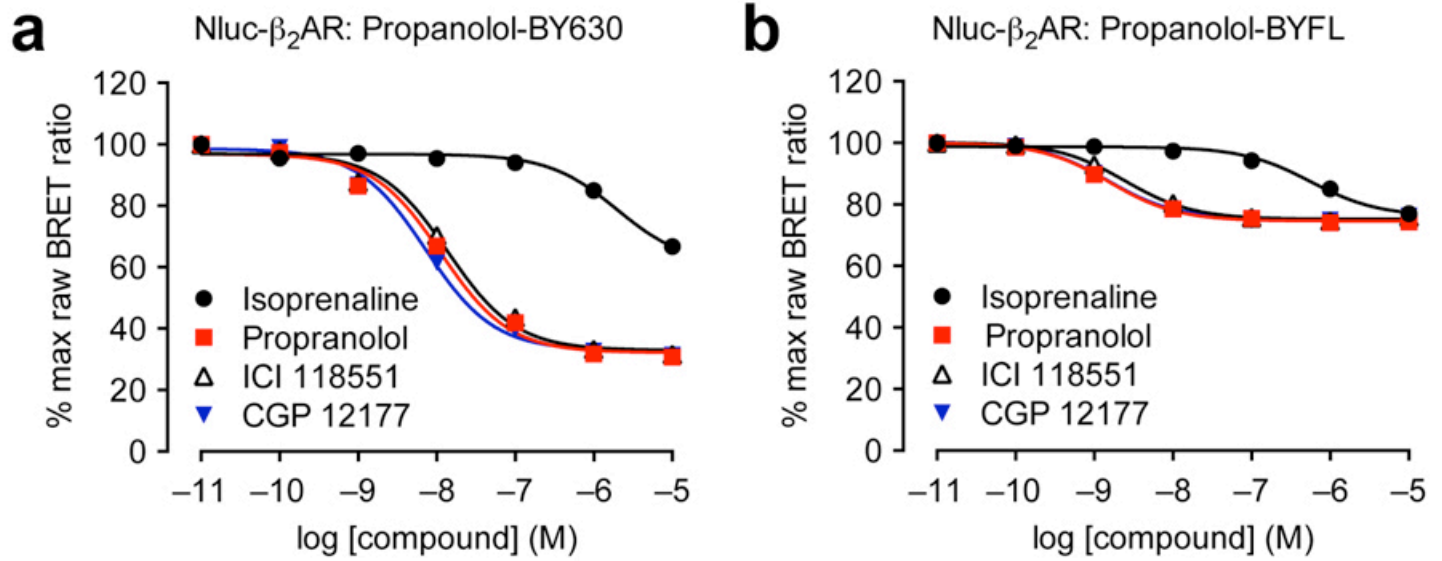 a
Nluc-β₂AR: Propanolol-BY630
% max raw BRET ratio
120
100
80
60
40
20
0
Isoprenaline
Propranolol
ICI 118551
CGP 12177
–11 –10 –9 –8 –7 –6 –5
log [compound] (M)
b
Nluc-β₂AR: Propanolol-BYFL
% max raw BRET ratio
120
100
80
60
40
20
0
Isoprenaline
Propranolol
ICI 118551
CGP 12177
–11 –10 –9 –8 –7 –6 –5
log [compound] (M)